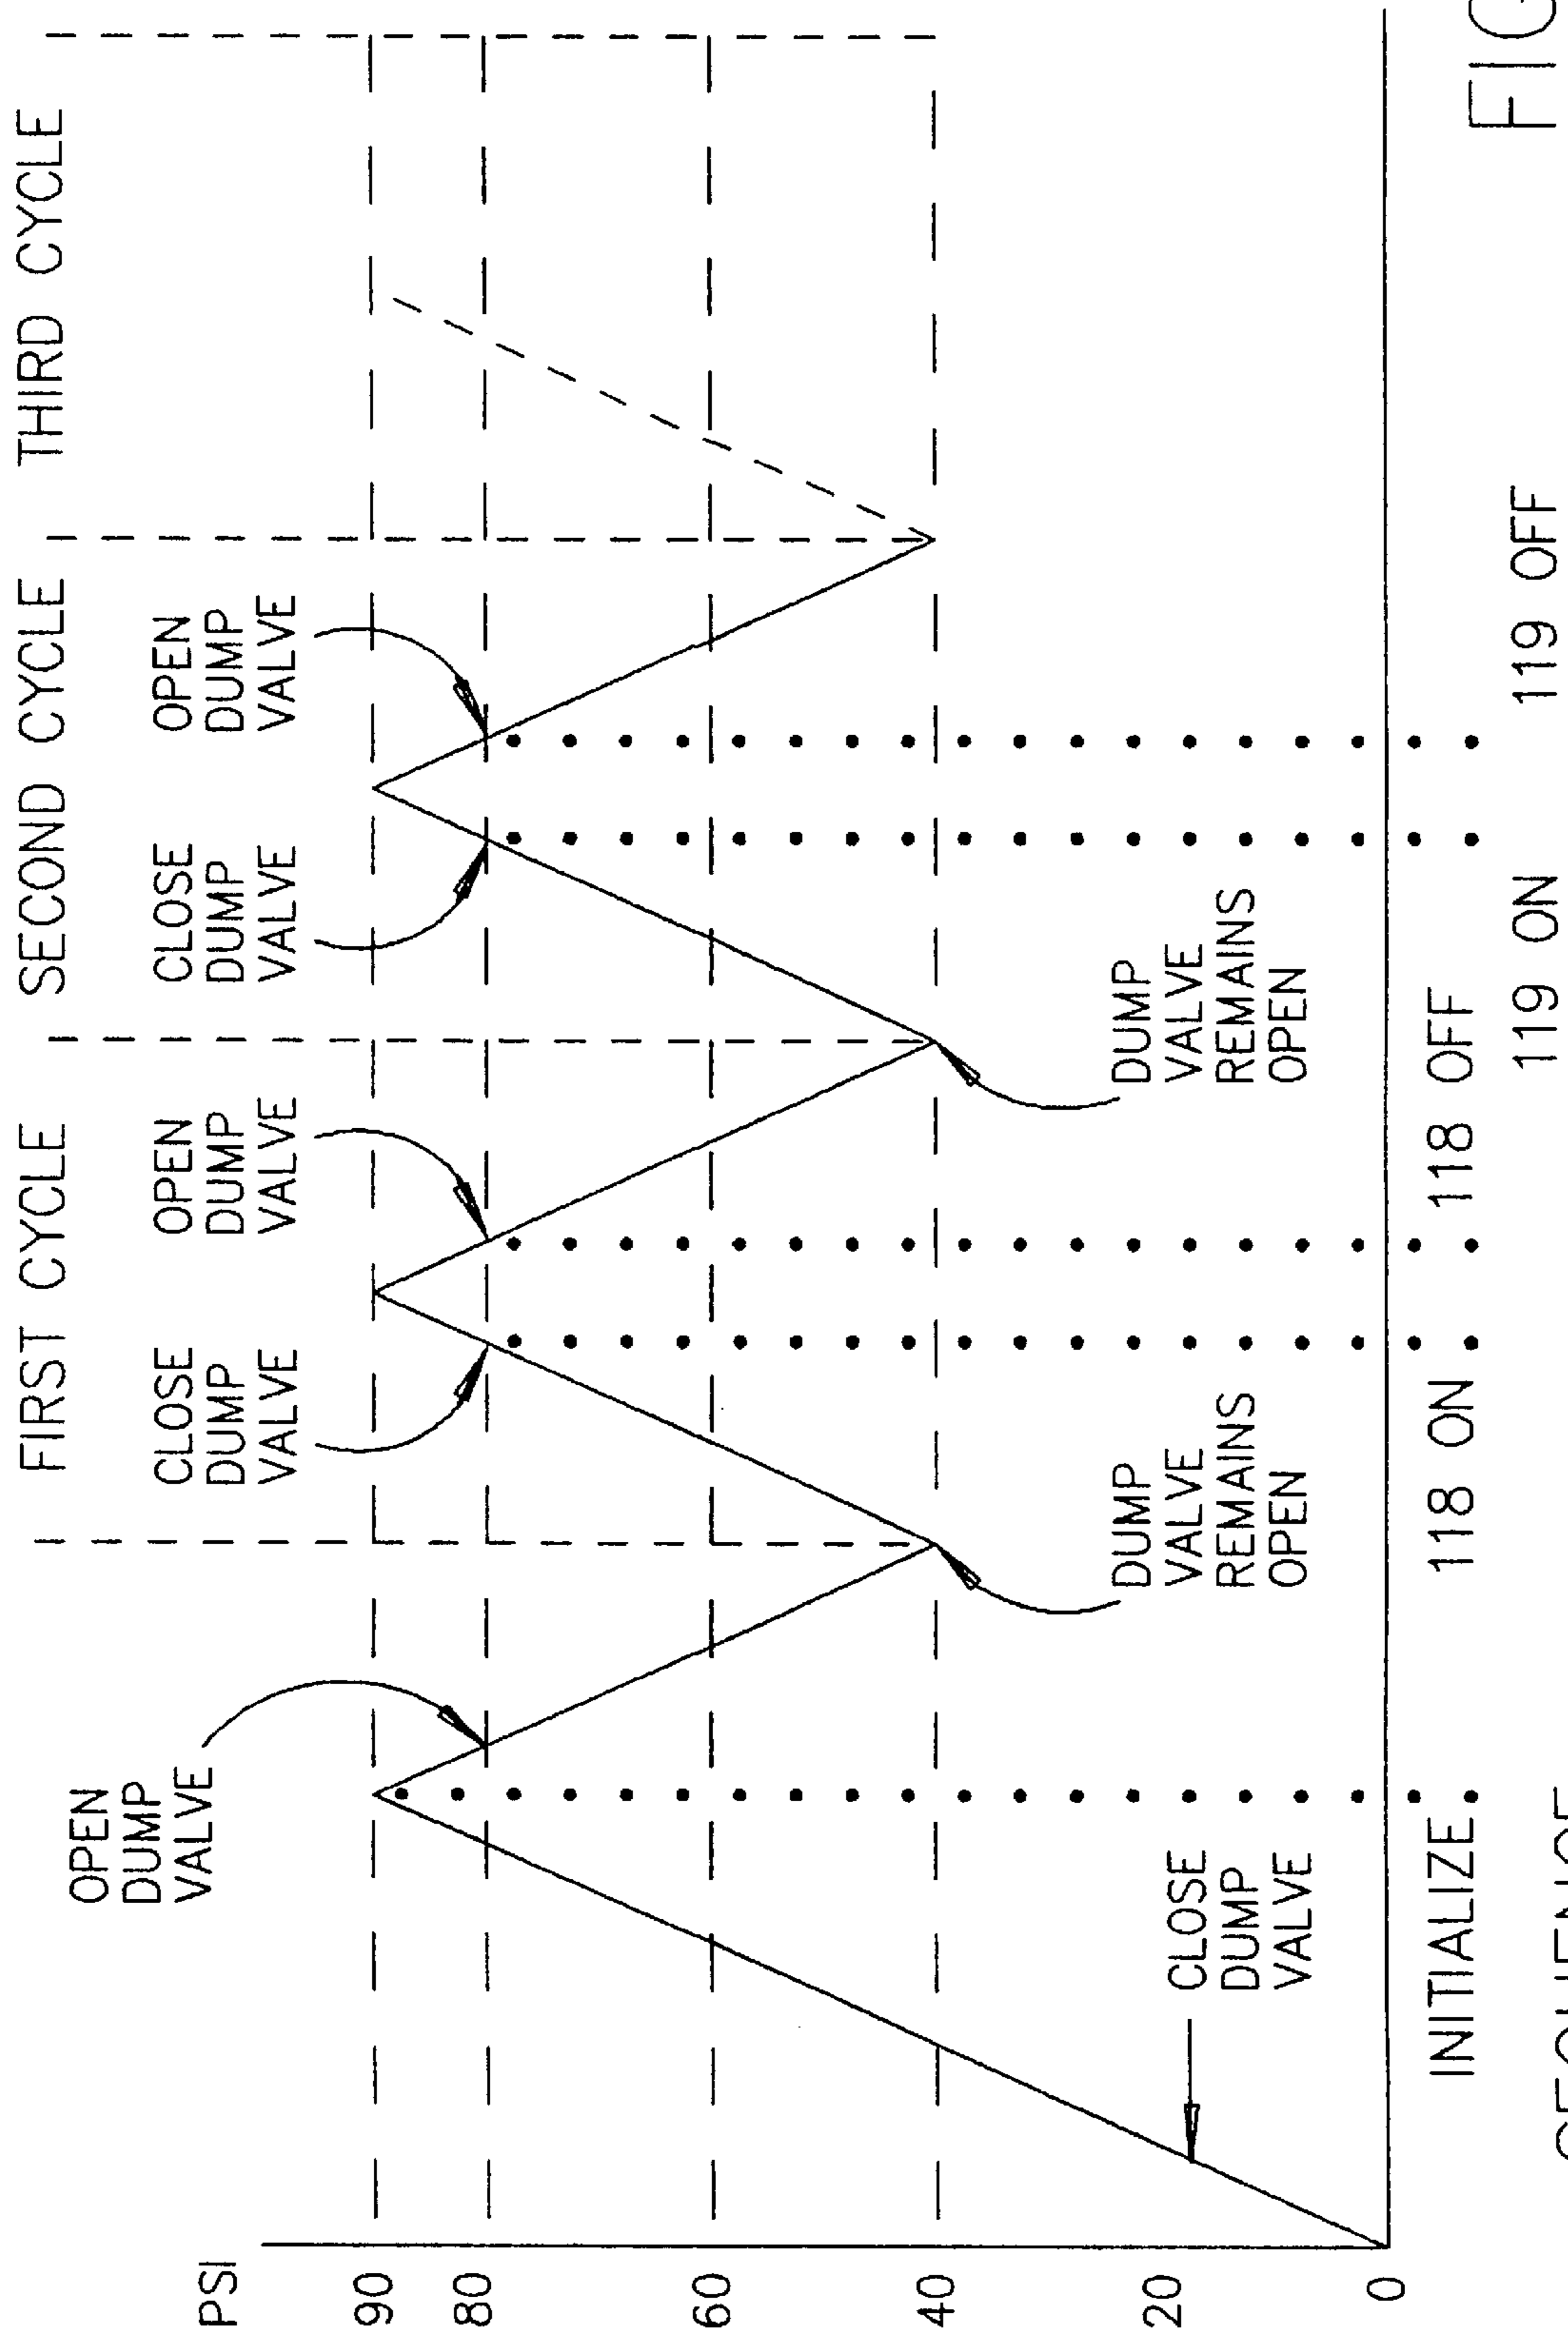 FIRST CYCLE
SECOND CYCLE
THIRD CYCLE
PSI
90
80
60
40
20
0
OPEN
DUMP
VALVE
CLOSE
DUMP
VALVE
OPEN
DUMP
VALVE
CLOSE
DUMP
VALVE
OPEN
DUMP
VALVE
CLOSE
DUMP
VALVE
DUMP
VALVE
REMAINS
OPEN
DUMP
VALVE
REMAINS
OPEN
INITIALIZE
118 ON
118 OFF
119 ON
119 OFF